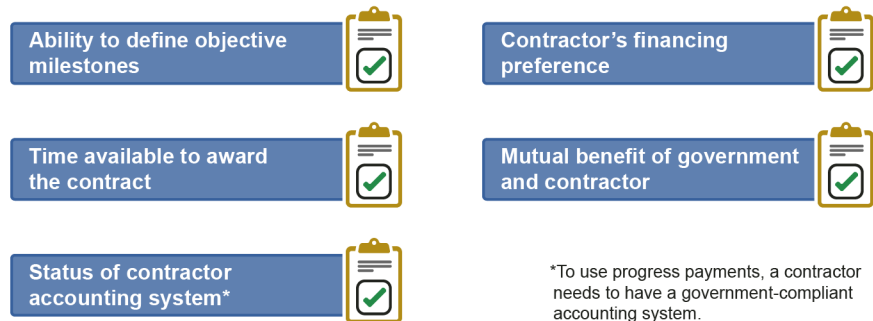 Ability to define objective
milestones
Contractor's financing
preference
Time available to award
the contract
Mutual benefit of government
and contractor
Status of contractor
accounting system*
*To use progress payments, a contractor
needs to have a government-compliant
accounting system.